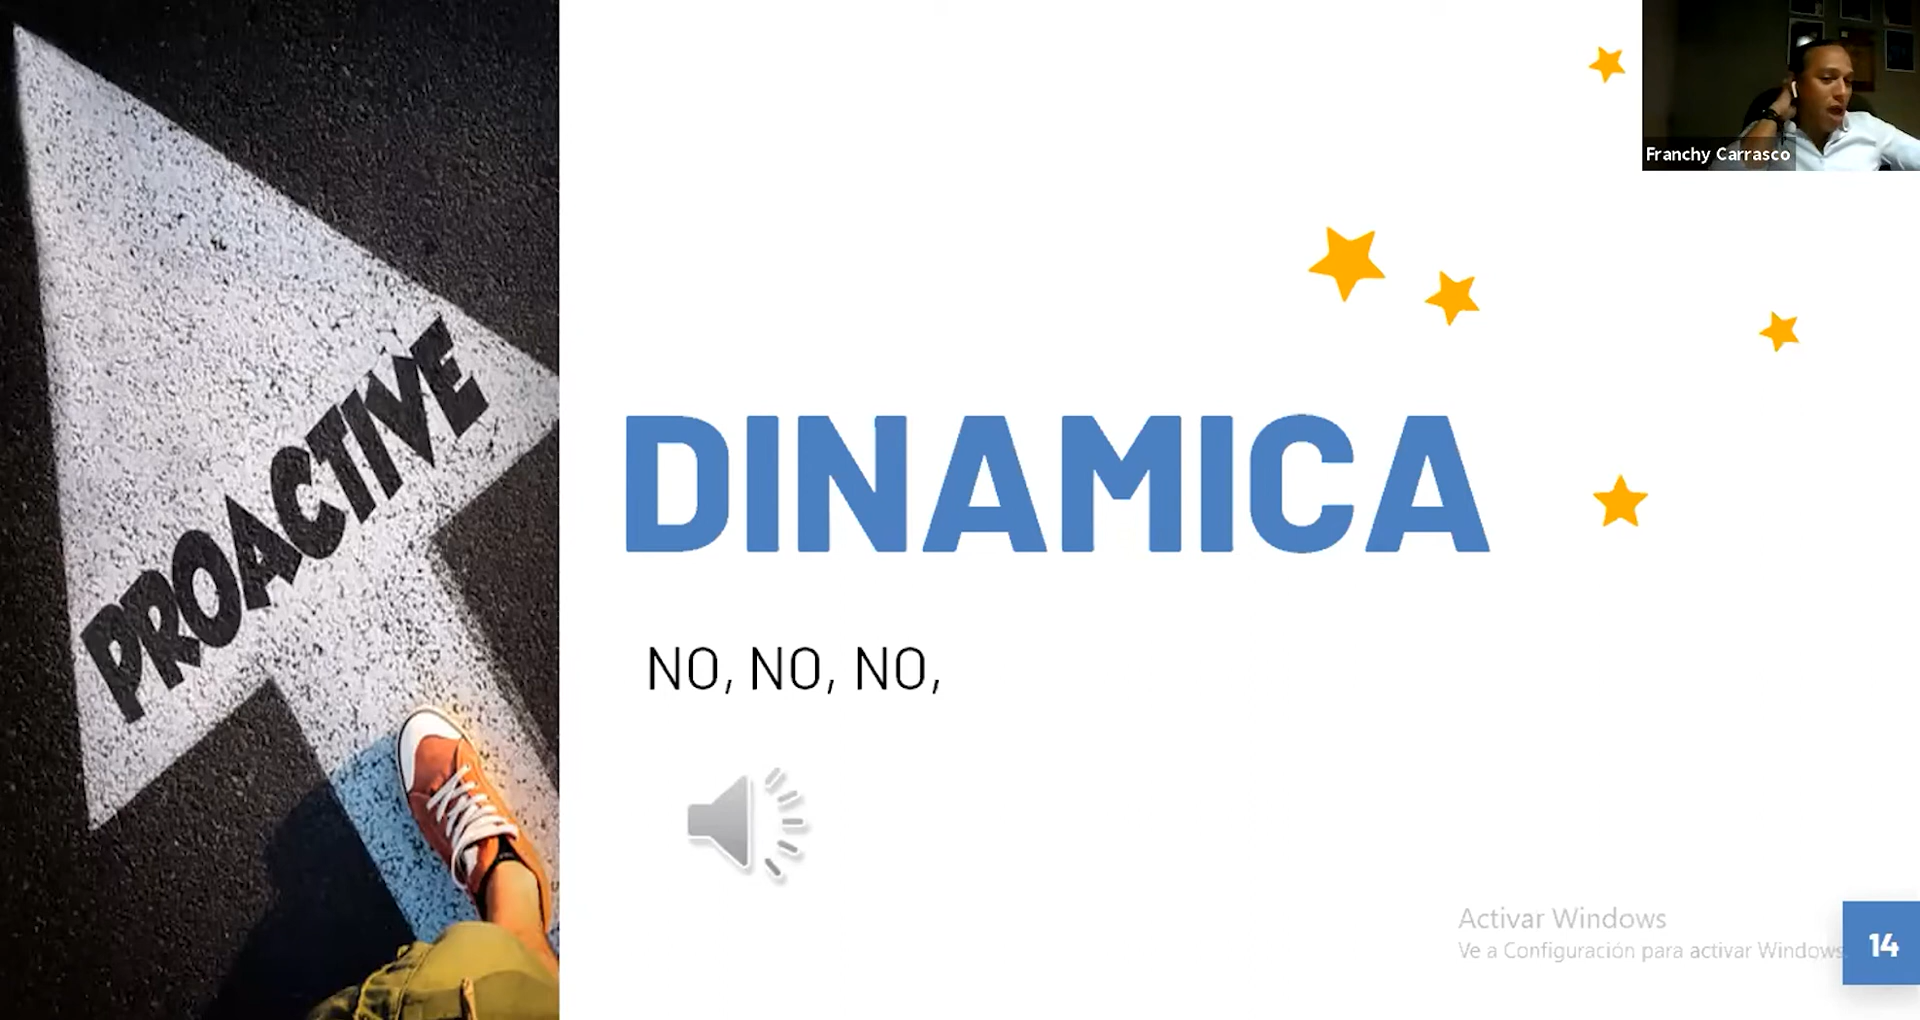 Franchy Carrasco
PROACTIVE
DINAMICA
NO, NO, NO,
Activar Windows
Ve a Configuración para activar Windows
14